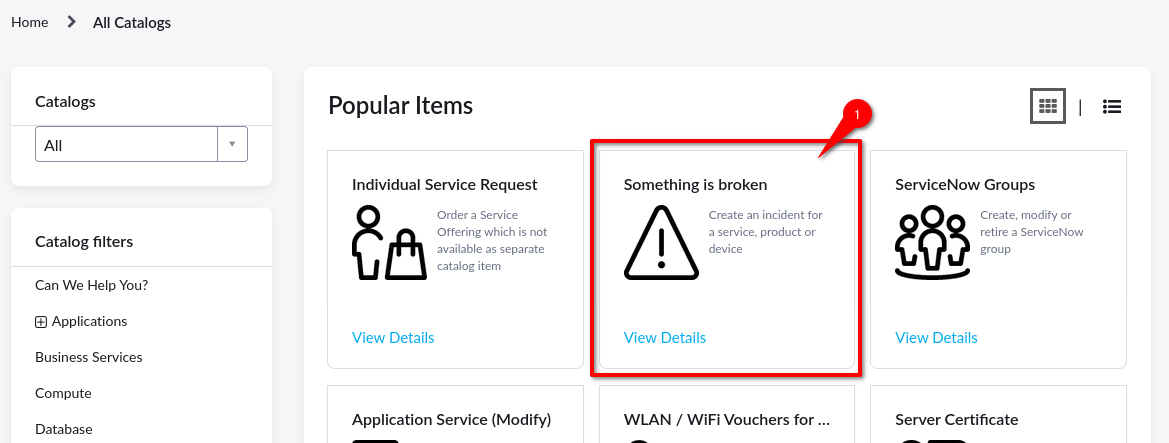 Home > All Catalogs
Catalogs
All
Catalog filters
Can We Help You?
Applications
Business Services
Compute
Database
Popular Items
|
1
Individual Service Request
Order a Service
Offering which is not
available as separate
catalog item
View Details
Something is broken
Create an incident for
a service, product or
device
View Details
ServiceNow Groups
Create, modify or
retire a ServiceNow
group
View Details
Application Service (Modify)
WLAN / WiFi Vouchers for ...
Server Certificate